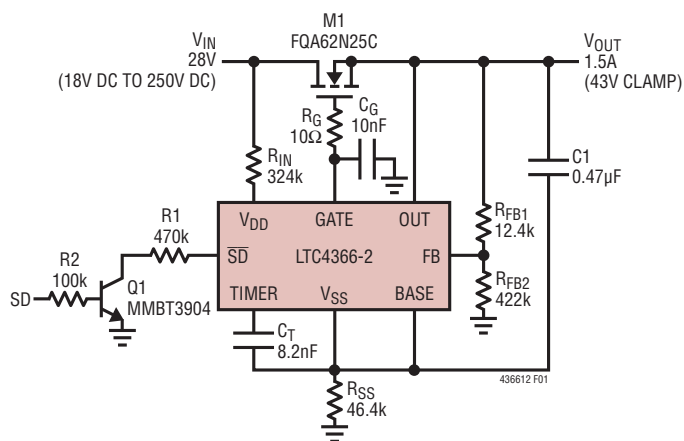 M1
FQA62N25C
VIN
28V
(18V DC TO 250V DC)
VOUT
1.5A
(43V CLAMP)
RG
10Ω
CG
10nF
RIN
324k
C1
0.47µF
RFB1
12.4k
RFB2
422k
R1
470k
R2
100k
SD
Q1
MMBT3904
VDD
GATE
OUT
SD
LTC4366-2
FB
TIMER
VSS
BASE
CT
8.2nF
RSS
46.4k
436612 F01